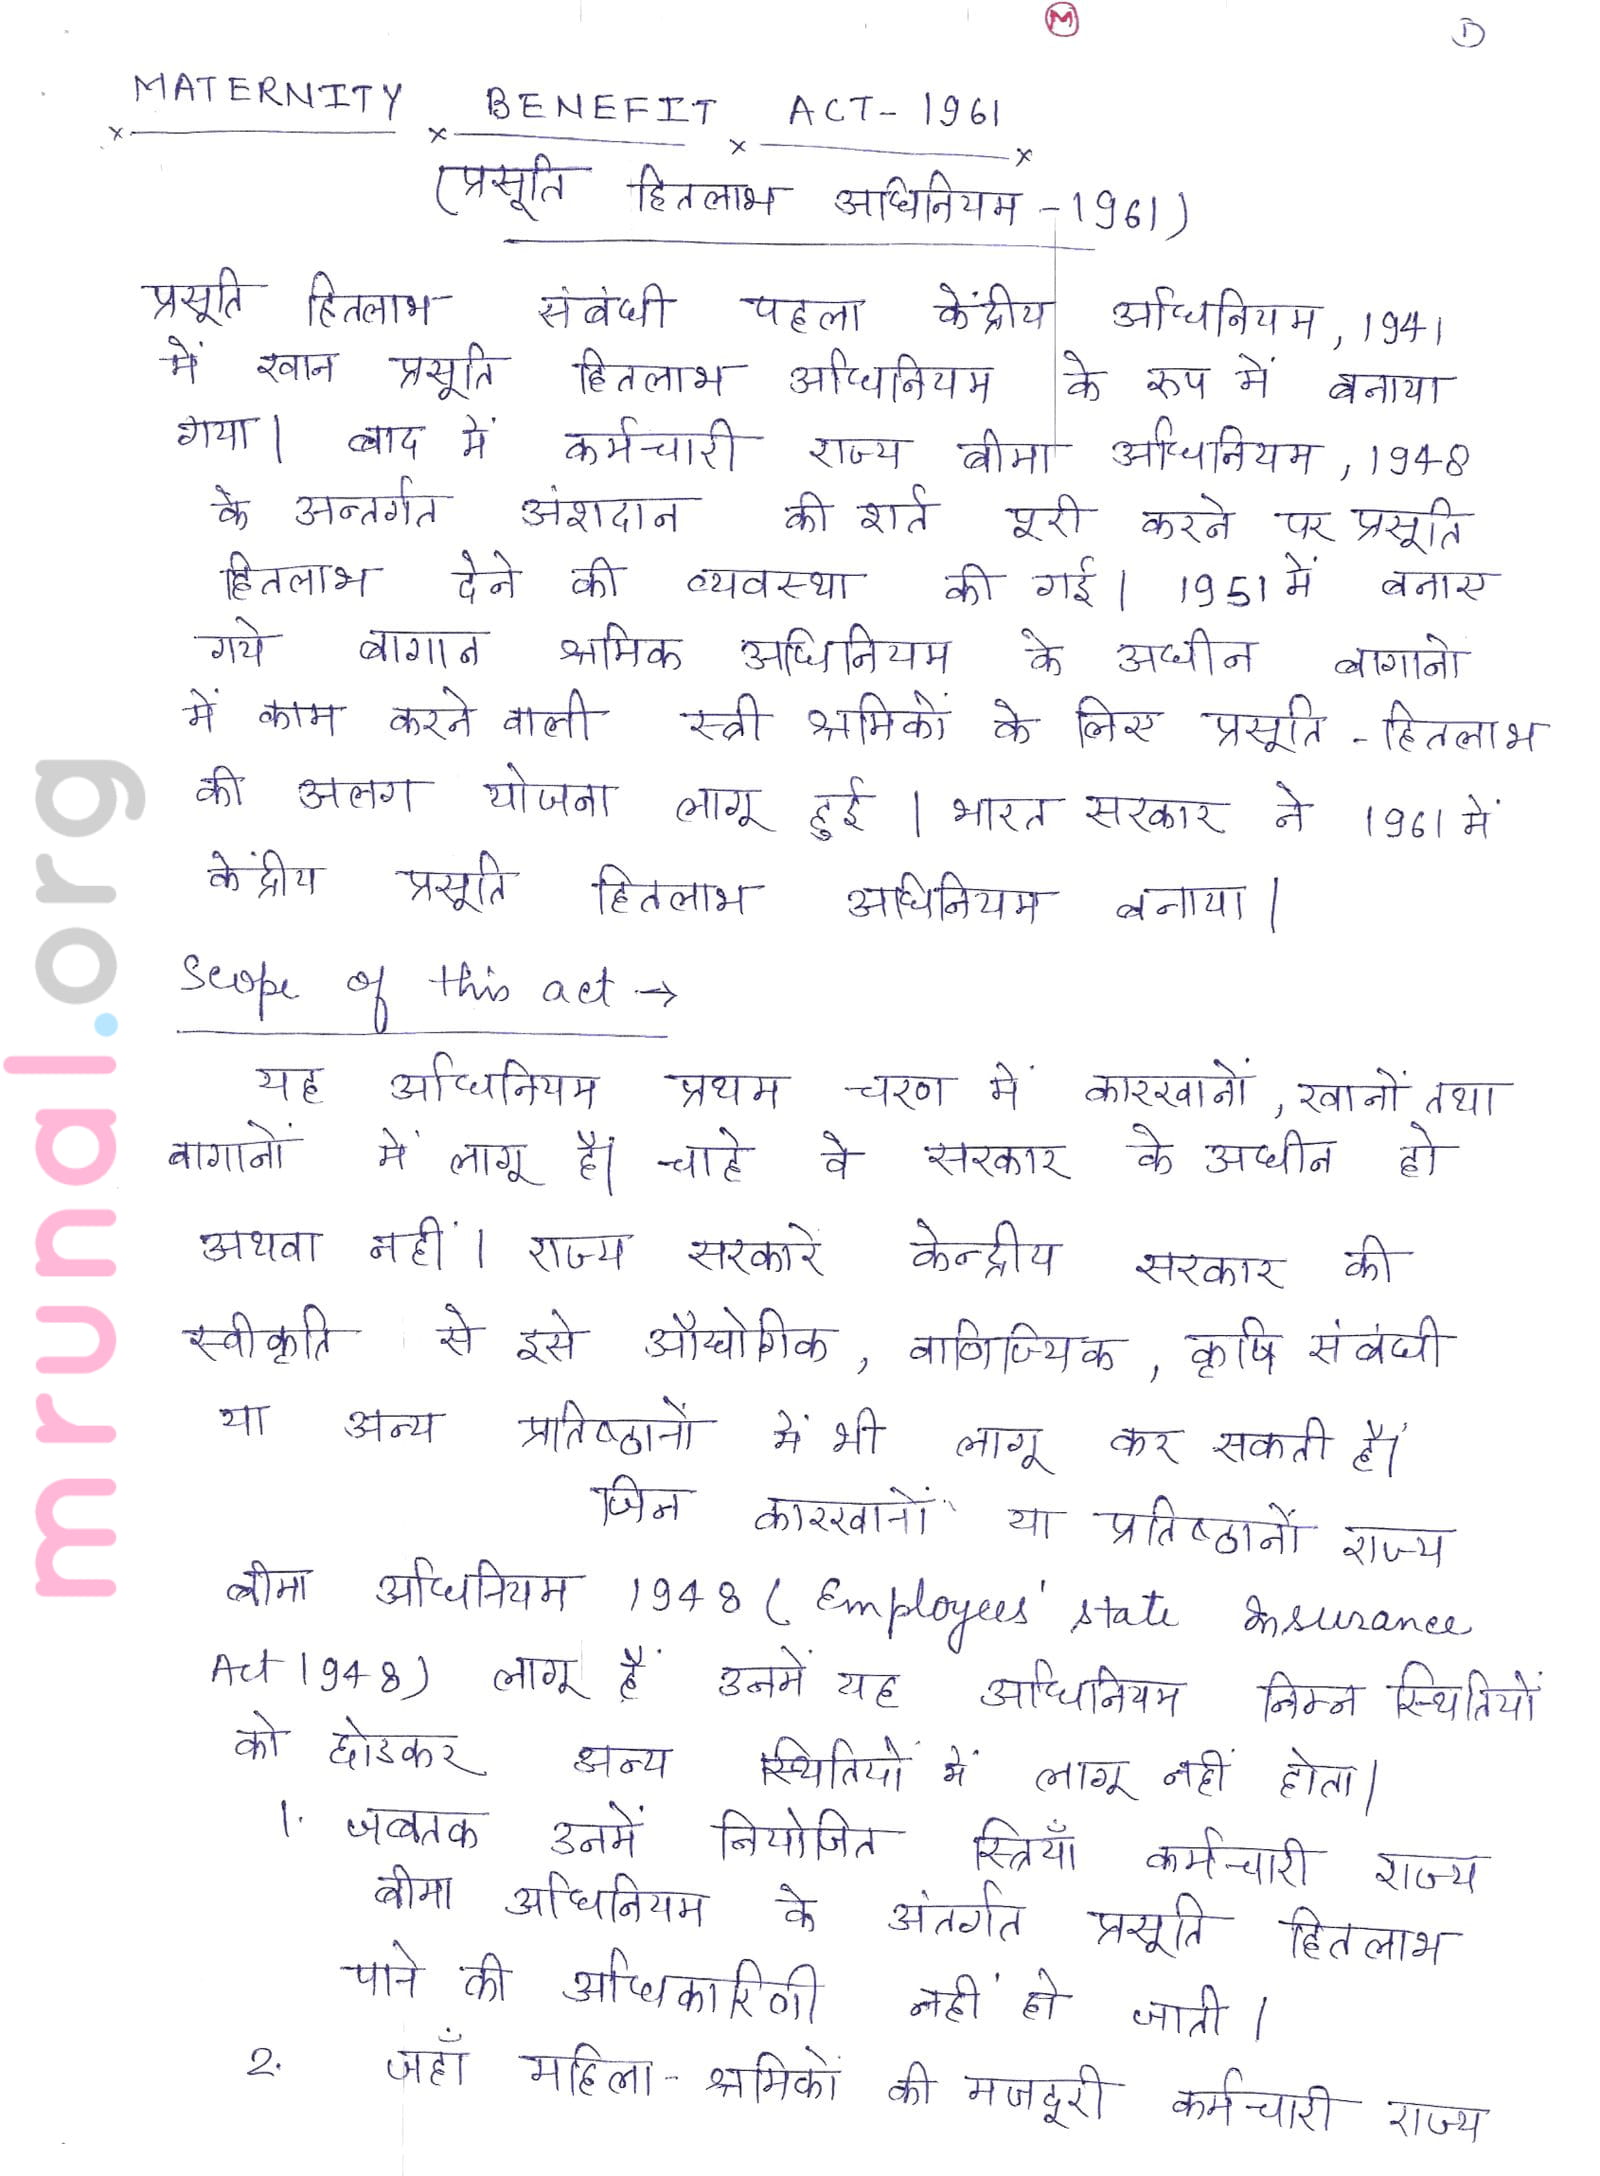 M
1
MATERNITY BENEFIT ACT- 1961
(प्रसूति हितलाभ अधिनियम -1961)
प्रसूति हितलाभ संबंधी पहला केंद्रीय अधिनियम, 1941
में खान प्रसूति हितलाभ अधिनियम के रूप में बनाया
गया। बाद में कर्मचारी राज्य बीमा अधिनियम, 1948
के अन्तर्गत अंशदान की शर्त पूरी करने पर प्रसूति
हितलाभ देने की व्यवस्था की गई। 1951 में बनाए
गये बागान श्रमिक अधिनियम के अधीन बागानो
में काम करने वाली स्त्री श्रमिकों के लिए प्रसूति - हितलाभ
की अलग योजना लागू हुई। भारत सरकार ने 1961 में
केंद्रीय प्रसूति हितलाभ अधिनियम बनाया।
Scope of this act →
यह अधिनियम प्रथम चरण में कारखानों, खानों तथा
बागानों में लागू है। चाहे वे सरकार के अधीन हो
अथवा नहीं। राज्य सरकारें केन्द्रीय सरकार की
स्वीकृति से इसे औद्योगिक, वाणिज्यिक, कृषि संबंधी
या अन्य प्रतिष्ठानों में भी लागू कर सकती हैं।
जिन कारखानों या प्रतिष्ठानों राज्य
बीमा अधिनियम 1948 (Employees' state Insurance
Act 1948) लागू हैं उनमें यह अधिनियम निम्न स्थितियों
को छोडकर अन्य स्थितियों में लागू नहीं होता।
1. जबतक उनमें नियोजित स्त्रियाँ कर्मचारी राज्य
बीमा अधिनियम के अंतर्गत प्रसूति हितलाभ
पाने की अधिकारिणी नहीं हो जाती।
2. जहाँ महिला - श्रमिकों की मजदूरी कर्मचारी राज्य
mrunal.org